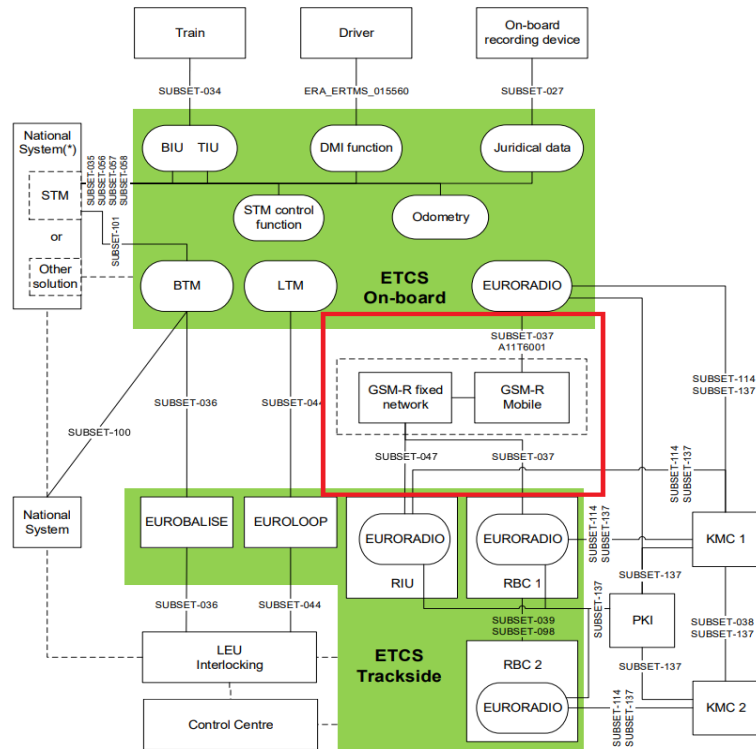 Train
Driver
On-board
recording device
SUBSET-034
ERA_ERTMS_015560
SUBSET-027
National
System(*)
STM
or
Other
solution
SUBSET-035
SUBSET-056
SUBSET-057
SUBSET-058
SUBSET-101
BIU TIU
DMI function
Juridical data
STM control
function
Odometry
BTM
LTM
ETCS
On-board
EURORADIO
SUBSET-037
A11T6001
GSM-R fixed
network
GSM-R
Mobile
SUBSET-114
SUBSET-137
SUBSET-036
SUBSET-044
SUBSET-100
SUBSET-047
SUBSET-037
SUBSET-114
SUBSET-137
National
System
EUROBALISE
EUROLOOP
EURORADIO
RIU
EURORADIO
RBC 1
SUBSET-114
SUBSET-137
KMC 1
SUBSET-036
SUBSET-044
SUBSET-039
SUBSET-098
SUBSET-137
SUBSET-137
PKI
SUBSET-038
SUBSET-137
LEU
Interlocking
ETCS
Trackside
RBC 2
EURORADIO
SUBSET-137
SUBSET-114
SUBSET-137
KMC 2
Control Centre